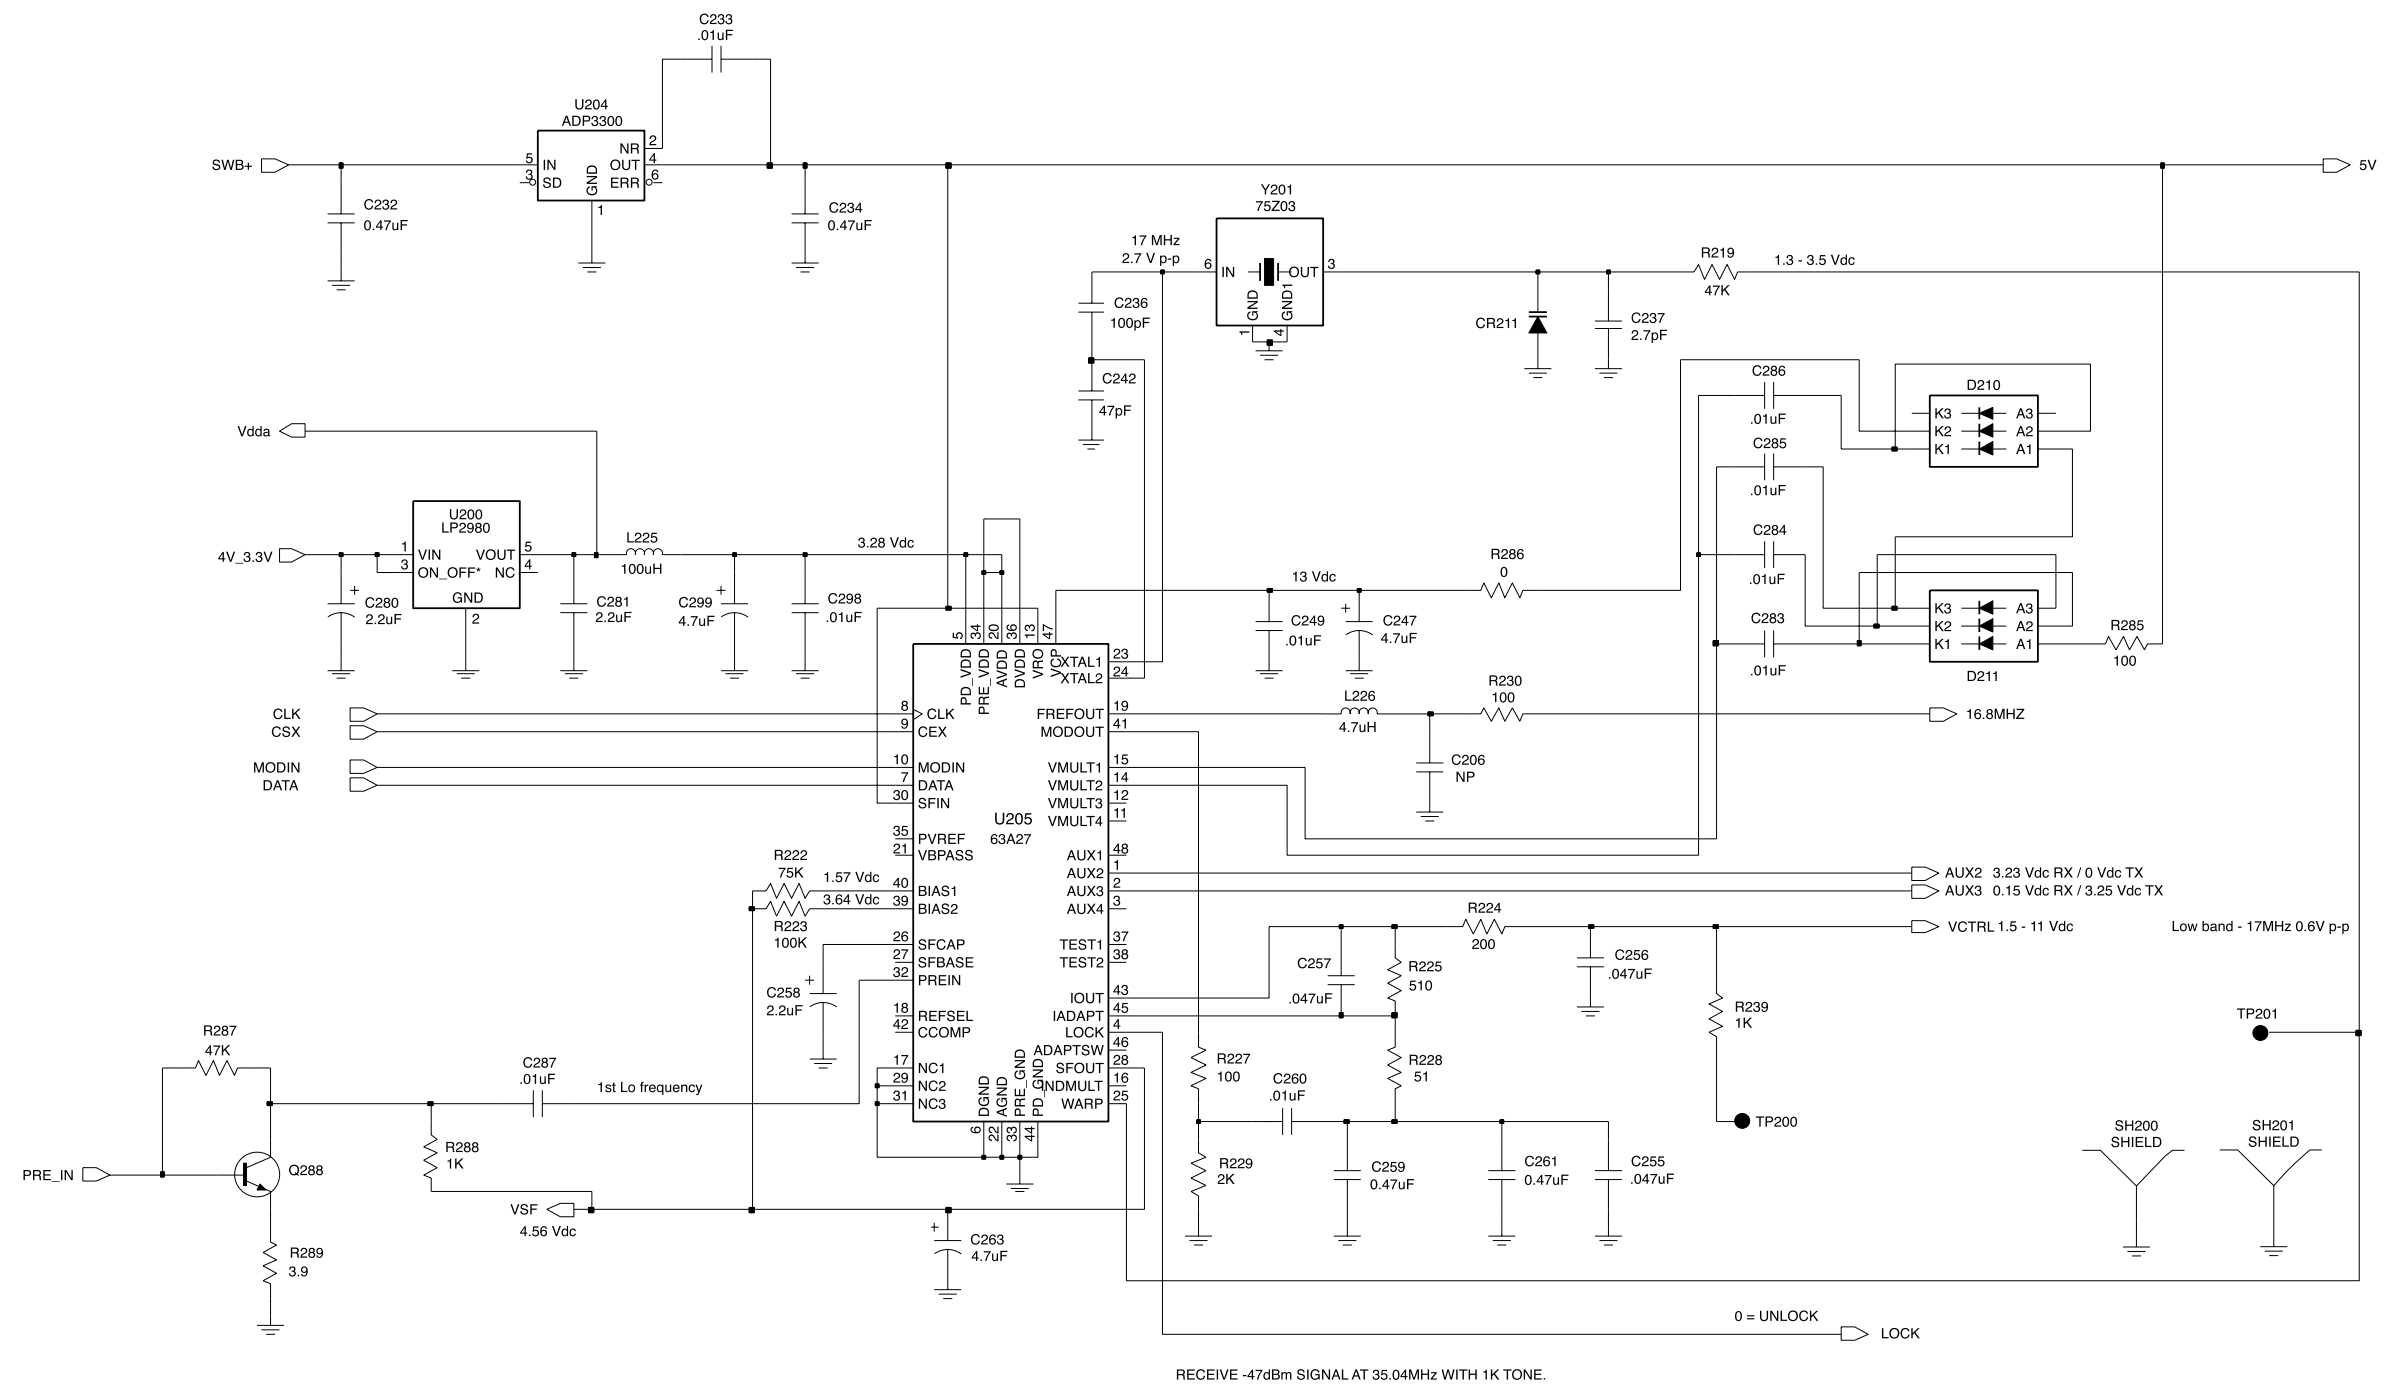 C233
.01uF
U204
ADP3300
NR 2
SWB+
5 IN
OUT 4
3 SD
ERR 6
GND
1
5V
C232
0.47uF
C234
0.47uF
Y201
75Z03
17 MHz
2.7 V p-p
6 IN
OUT 3
GND
GND1
1
4
R219
47K
1.3 - 3.5 Vdc
C236
100pF
CR211
C237
2.7pF
C242
47pF
C286
.01uF
D210
K3 A3
K2 A2
K1 A1
C285
.01uF
Vdda
U200
LP2980
4V_3.3V
1 VIN
VOUT 5
3 ON_OFF*
NC 4
GND
2
L225
100uH
3.28 Vdc
C280
+
2.2uF
C281
2.2uF
C299
+
4.7uF
C298
.01uF
R286
0
13 Vdc
C249
.01uF
C247
+
4.7uF
C284
.01uF
C283
.01uF
K3 A3
K2 A2
K1 A1
D211
R285
100
5 PD_VDD
34 PRE_VDD
20 AVDD
36 DVDD
13 VRO
47 VCP
XTAL1 23
XTAL2 24
CLK
8 CLK
CSX
9 CEX
MODIN
10 MODIN
DATA
7 DATA
30 SFIN
35 PVREF
21 VBPASS
U205
63A27
FREFOUT 19
MODOUT 41
VMULT1 15
VMULT2 14
VMULT3 12
VMULT4 11
AUX1 48
AUX2 1
AUX3 2
AUX4 3
L226
4.7uH
R230
100
16.8MHZ
C206
NP
R222
75K
1.57 Vdc
40 BIAS1
3.64 Vdc
39 BIAS2
R223
100K
26 SFCAP
27 SFBASE
32 PREIN
C258
+
2.2uF
18 REFSEL
42 CCOMP
17 NC1
29 NC2
31 NC3
TEST1 37
TEST2 38
IOUT 43
IADAPT 45
LOCK 4
ADAPTSW 46
SFOUT 28
NDMULT 16
WARP 25
DGND
AGND
PRE_GND
PD_GND
6
22
33
44
AUX2 3.23 Vdc RX / 0 Vdc TX
AUX3 0.15 Vdc RX / 3.25 Vdc TX
R224
200
VCTRL 1.5 - 11 Vdc
Low band - 17MHz 0.6V p-p
C257
.047uF
R225
510
C256
.047uF
R239
1K
TP201
R227
100
R228
51
C260
.01uF
TP200
R229
2K
C259
0.47uF
C261
0.47uF
C255
.047uF
SH200
SHIELD
SH201
SHIELD
R287
47K
C287
.01uF
1st Lo frequency
R288
1K
PRE_IN
Q288
VSF
4.56 Vdc
R289
3.9
C263
+
4.7uF
0 = UNLOCK
LOCK
RECEIVE -47dBm SIGNAL AT 35.04MHz WITH 1K TONE.